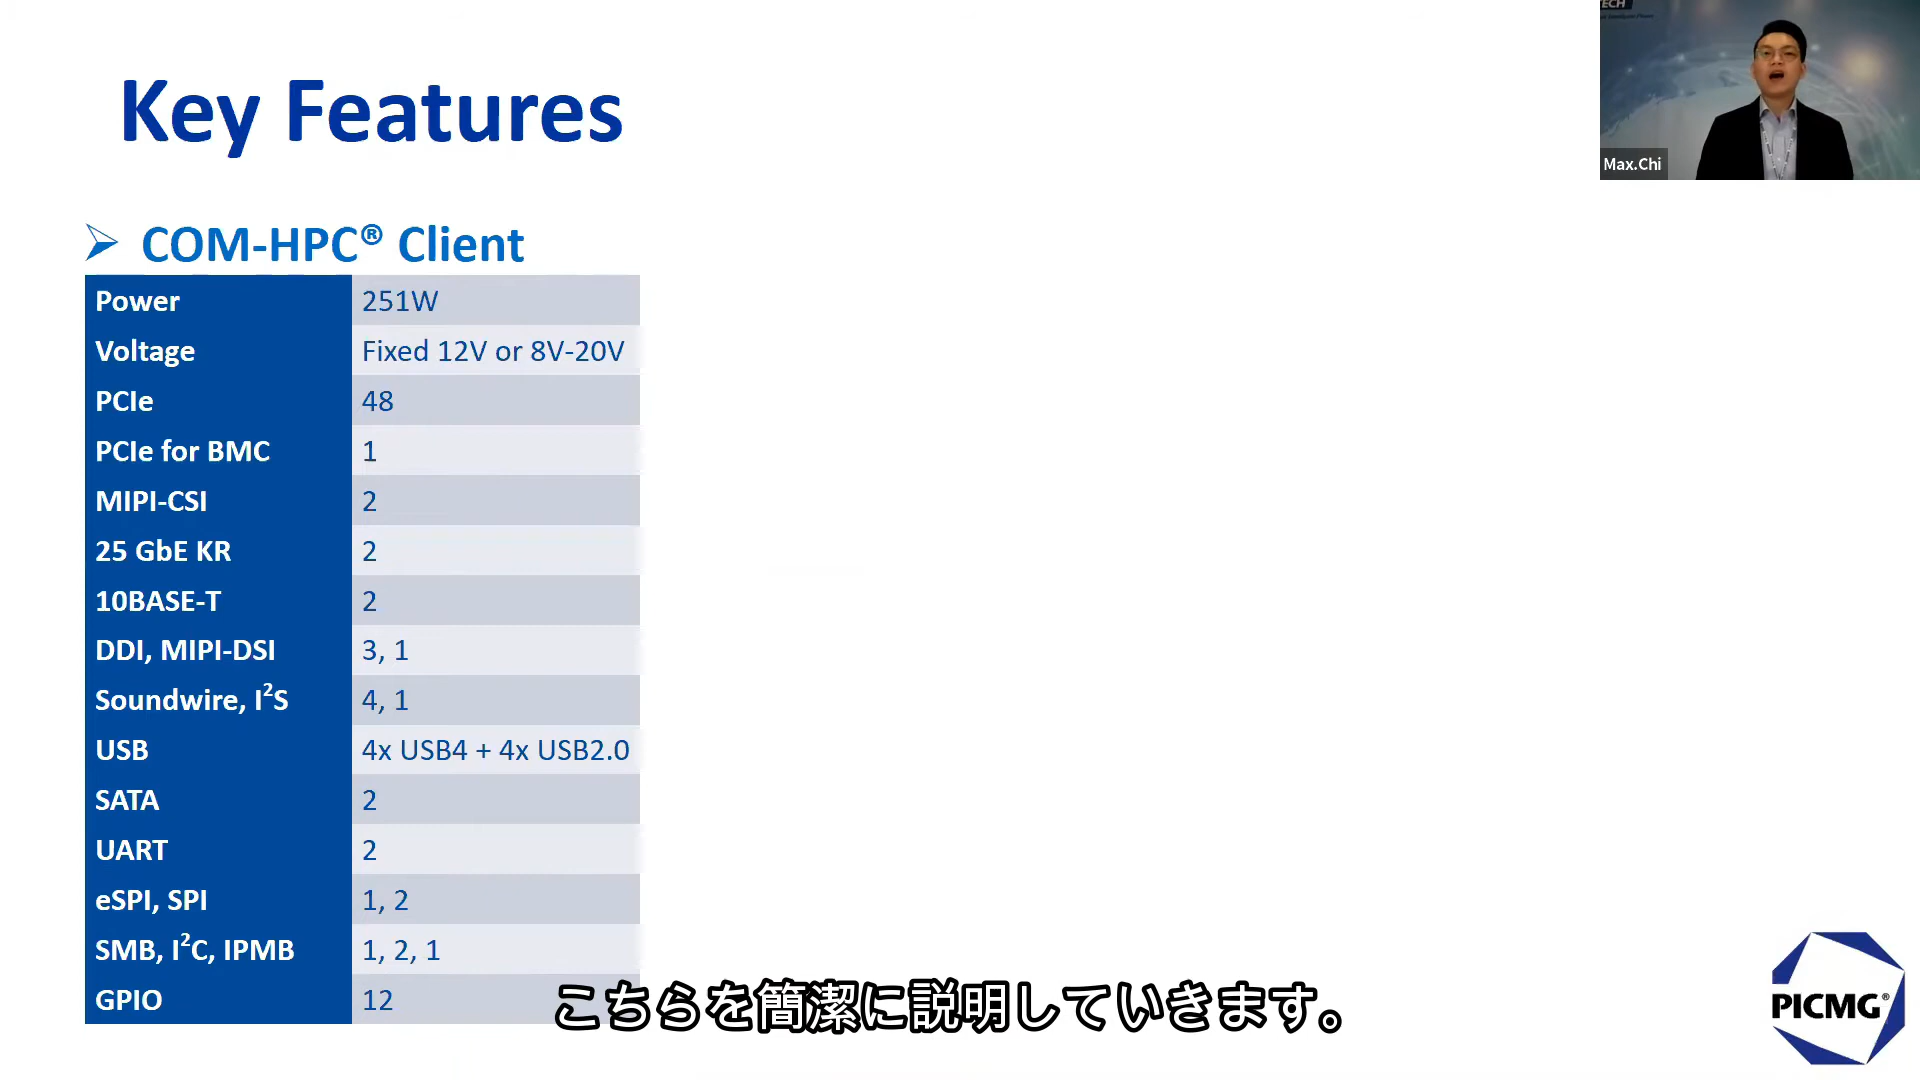 Key Features
COM-HPC® Client
Power 251W
Voltage Fixed 12V or 8V-20V
PCIe 48
PCIe for BMC 1
MIPI-CSI 2
25 GbE KR 2
10BASE-T 2
DDI, MIPI-DSI 3, 1
Soundwire, I²S 4, 1
USB 4x USB4 + 4x USB2.0
SATA 2
UART 2
eSPI, SPI 1, 2
SMB, I²C, IPMB 1, 2, 1
GPIO 12
こちらを簡潔に説明していきます。
Max.Chi
PICMG®